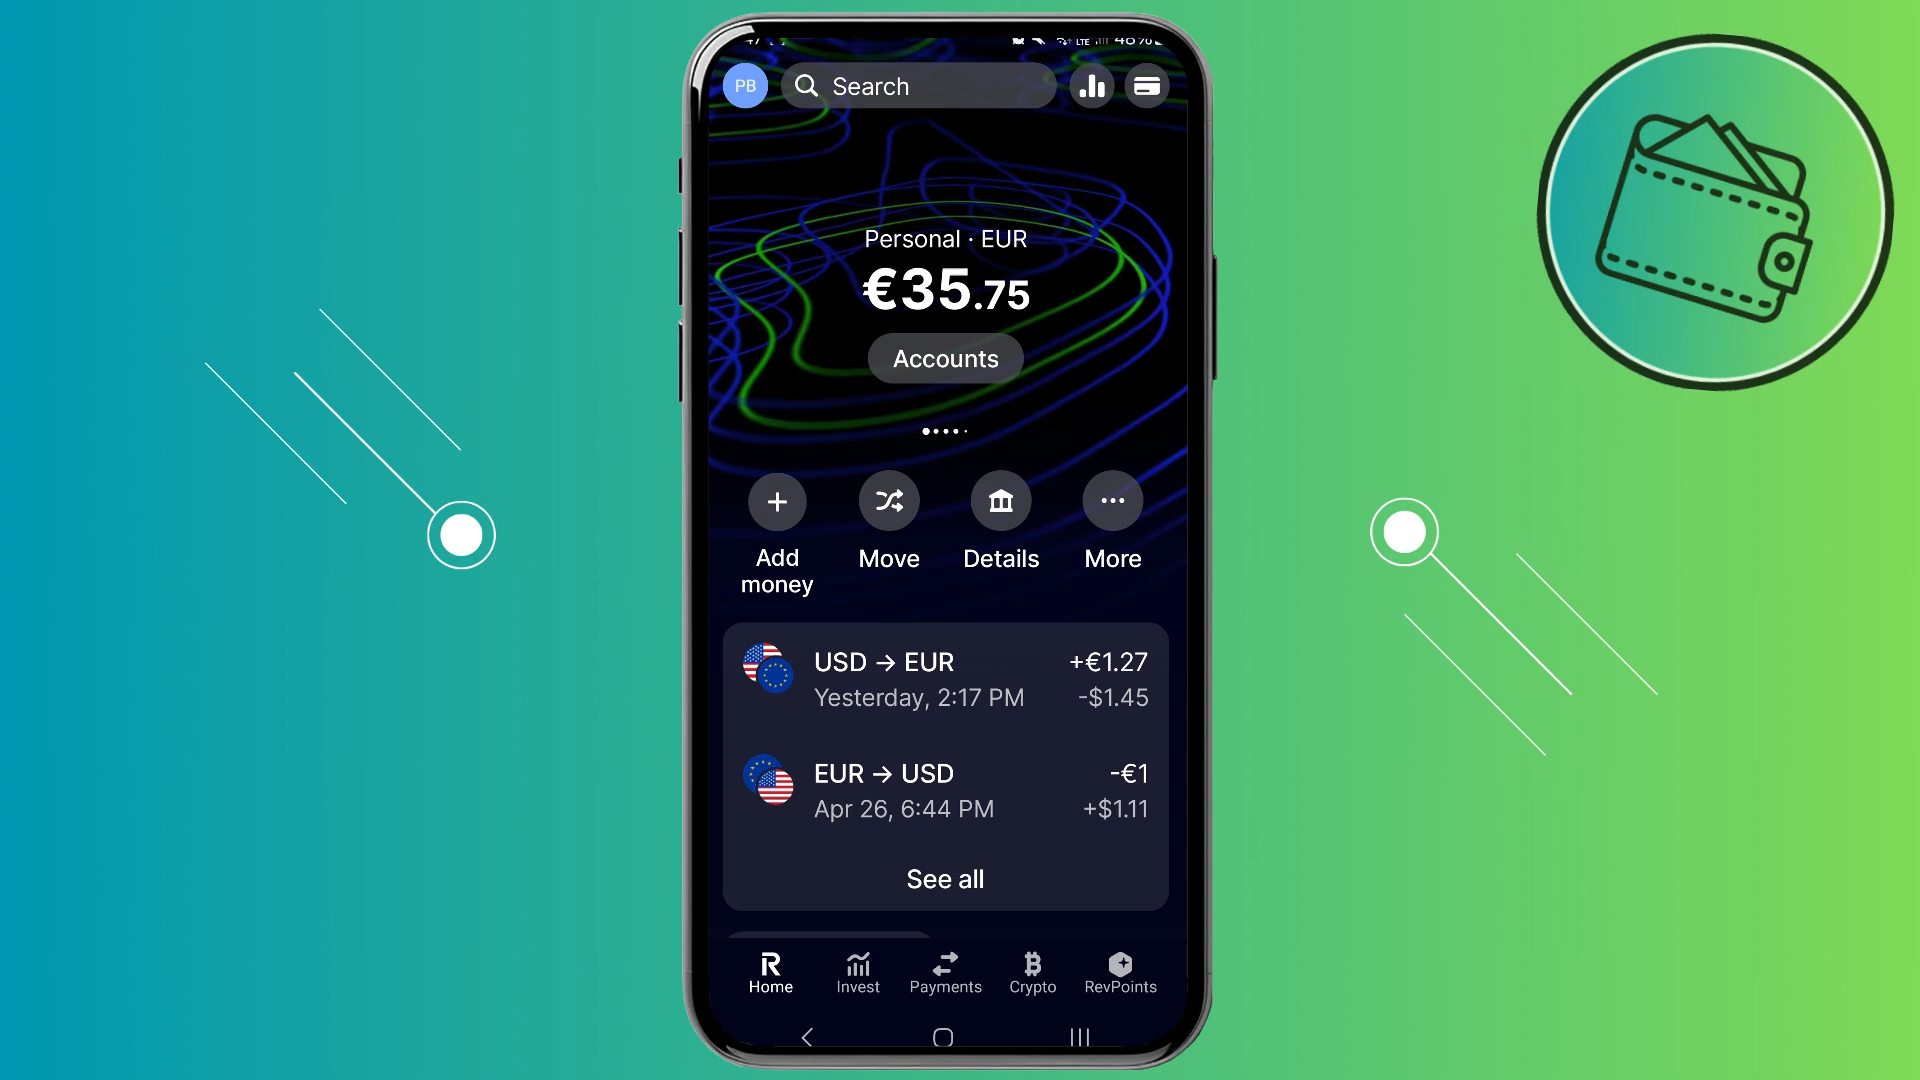 LTE
PB
Search
Personal · EUR
€35.75
Accounts
Add money
Move
Details
More
USD → EUR
+€1.27
Yesterday, 2:17 PM
-$1.45
EUR → USD
-€1
Apr 26, 6:44 PM
+$1.11
See all
Home
Invest
Payments
Crypto
RevPoints